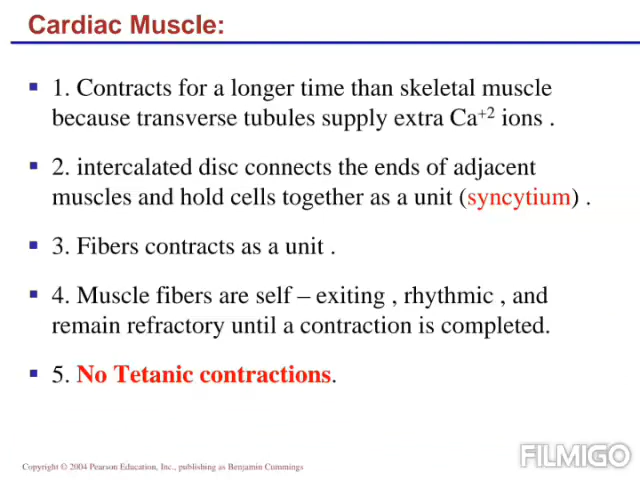 Cardiac Muscle:
▪ 1. Contracts for a longer time than skeletal muscle
because transverse tubules supply extra Ca⁺² ions .
▪ 2. intercalated disc connects the ends of adjacent
muscles and hold cells together as a unit (syncytium) .
▪ 3. Fibers contracts as a unit .
▪ 4. Muscle fibers are self – exiting , rhythmic , and
remain refractory until a contraction is completed.
▪ 5. No Tetanic contractions.
Copyright © 2004 Pearson Education, Inc., publishing as Benjamin Cummings
FILMIGO